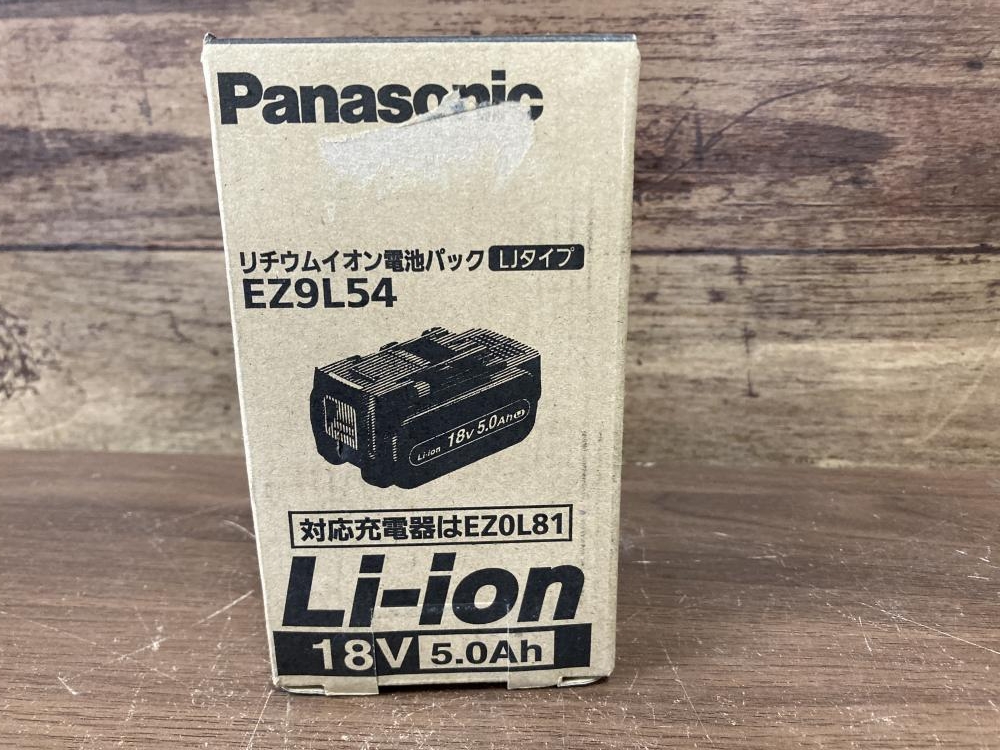 Panasonic
リチウムイオン電池パック LJタイプ
EZ9L54
Li-ion 18V 5.0Ah
対応充電器はEZ0L81
Li-ion
18V 5.0Ah